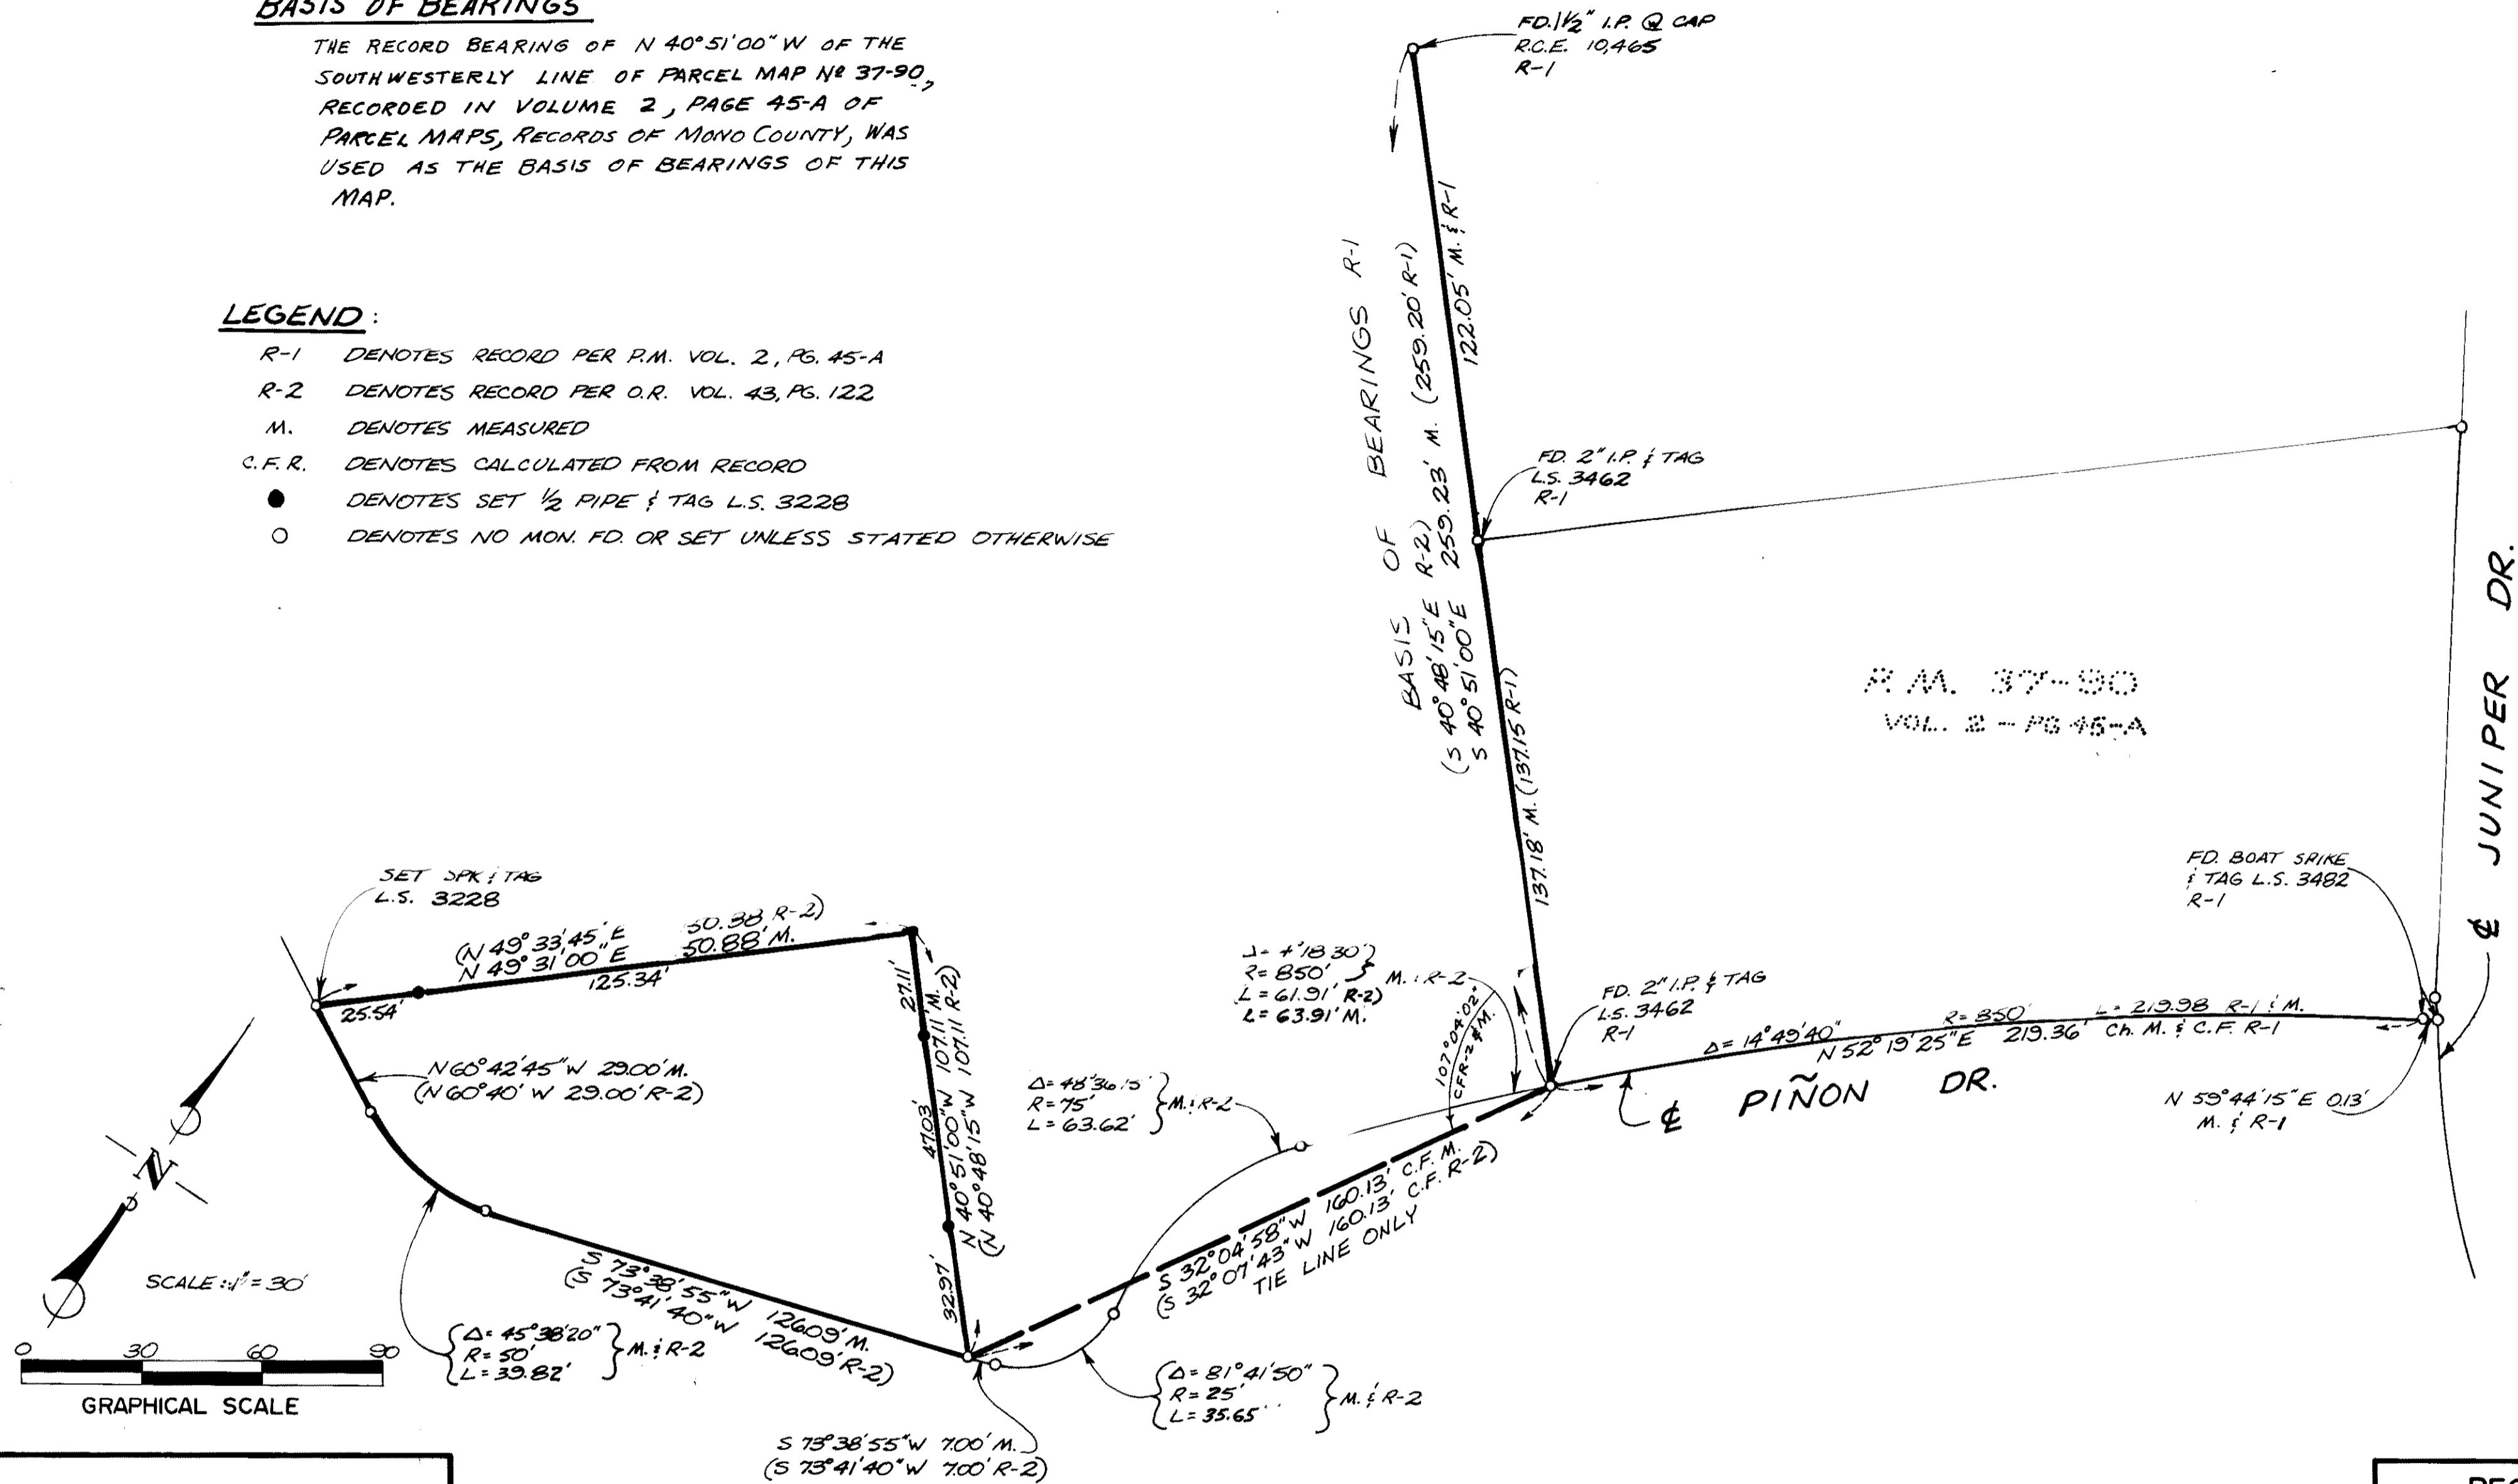 BASIS OF BEARINGS
THE RECORD BEARING OF N 40°51'00" W OF THE
SOUTHWESTERLY LINE OF PARCEL MAP Nº 37-90,
RECORDED IN VOLUME 2, PAGE 45-A OF
PARCEL MAPS, RECORDS OF MONO COUNTY, WAS
USED AS THE BASIS OF BEARINGS OF THIS
MAP.
LEGEND:
R-1 DENOTES RECORD PER P.M. VOL. 2, PG. 45-A
R-2 DENOTES RECORD PER O.R. VOL. 43, PG. 122
M. DENOTES MEASURED
C.F.R. DENOTES CALCULATED FROM RECORD
DENOTES SET 1/2 PIPE & TAG L.S. 3228
DENOTES NO MON. FD. OR SET UNLESS STATED OTHERWISE
FD. 1 1/2" I.P. @ CAP
R.C.E. 10,465
R-1
BASIS OF BEARINGS R-1
(S 40°48'15"E R-2)
S 40°51'00"E 259.23' M. (259.20' R-1)
122.05' M. & R-1
137.18' M. (137.15 R-1)
FD. 2" I.P. & TAG
L.S. 3462
R-1
P.M. 37-90
VOL. 2 - PG 45-A
℄ JUNIPER DR.
FD. BOAT SPIKE
& TAG L.S. 3482
R-1
SET SPK & TAG
L.S. 3228
(N 49°33'45"E 50.38 R-2)
N 49°31'00"E 50.88' M.
25.54'
125.34'
27.11'
47.03'
32.97'
N 40°51'00"W 107.11' M.
(N 40°48'15"W 107.11 R-2)
N 60°42'45"W 29.00' M.
(N 60°40' W 29.00' R-2)
R=850'
L=61.91' R-2)
L=63.91' M.
M. & R-2
107°04'02"
CFR-2 & M.
FD. 2" I.P. & TAG
L.S. 3462
R-1
Δ= 14°49'40" R=850' L= 219.98 R-1 & M.
N 52°19'25"E 219.36' Ch. M. & C.F. R-1
℄ PIÑON DR.
N 59°44'15"E 0.13'
M. & R-1
Δ=48°36'15"
R=75'
L=63.62'
M. & R-2
S 32°04'58"W 160.13' C.F. M.
(S 32°07'43"W 160.13' C.F. R-2)
TIE LINE ONLY
S 73°38'55"W 126.09' M.
(S 73°41'40"W 126.09' R-2)
Δ=45°38'20"
R=50'
L=39.82'
M. & R-2
Δ=81°41'50"
R=25'
L=35.65'
M. & R-2
S 73°38'55"W 7.00' M.
(S 73°41'40"W 7.00' R-2)
N
SCALE: 1"=30'
0 30 60 90
GRAPHICAL SCALE